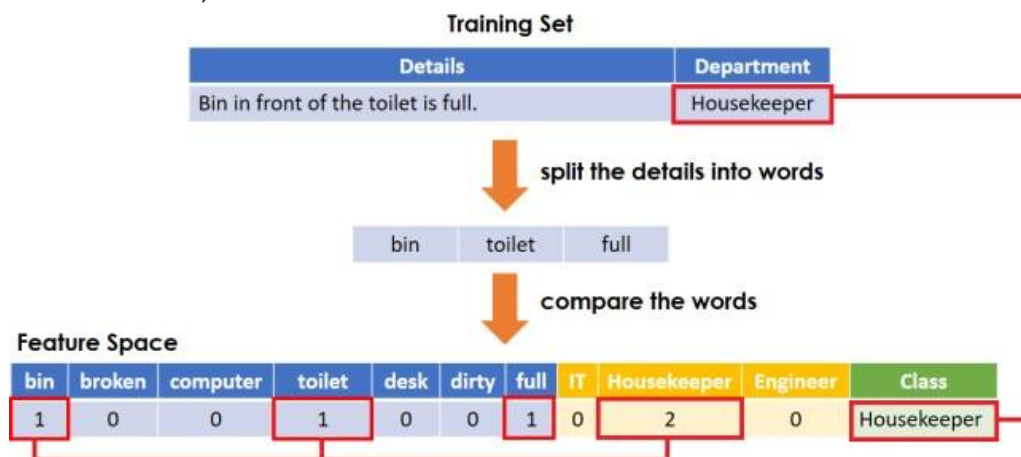 Training Set
Details Department
Bin in front of the toilet is full. Housekeeper
split the details into words
bin toilet full
compare the words
Feature Space
bin broken computer toilet desk dirty full IT Housekeeper Engineer Class
1 0 0 1 0 0 1 0 2 0 Housekeeper